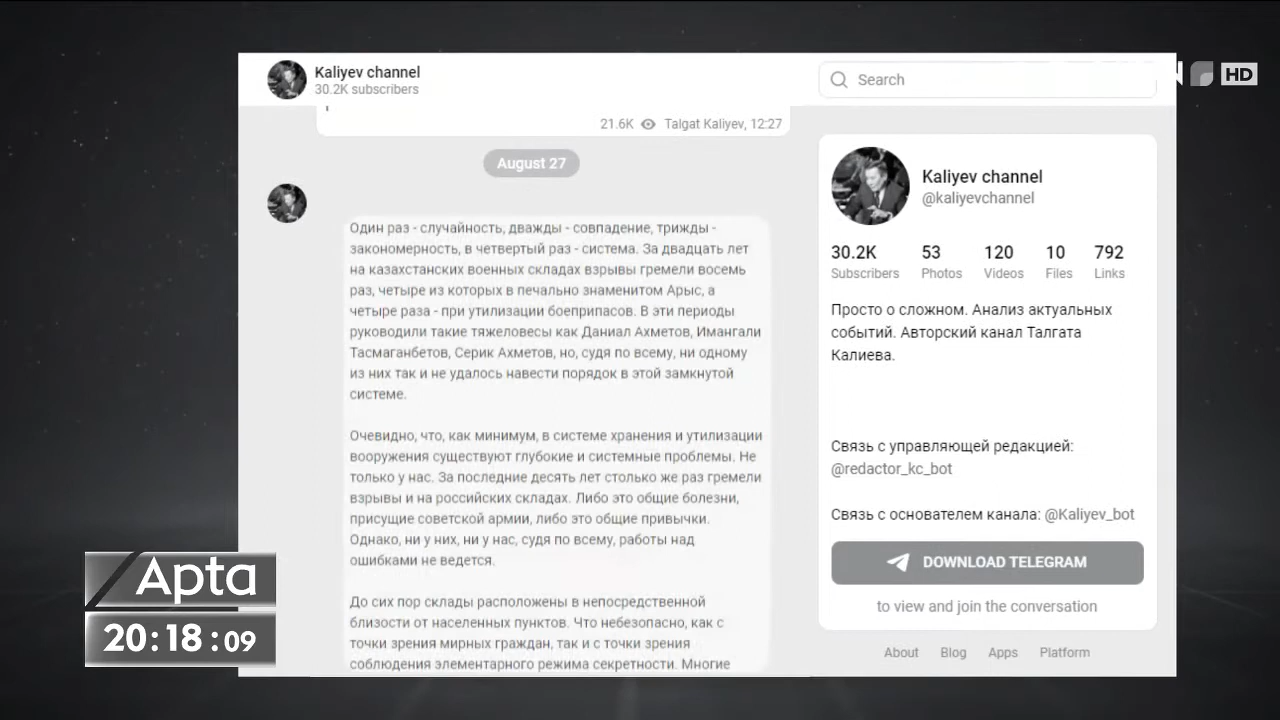 Kaliyev channel
30.2K subscribers
Search
N HD
21.6K Talgat Kaliyev, 12:27
August 27
Один раз - случайность, дважды - совпадение, трижды -
закономерность, в четвертый раз - система. За двадцать лет
на казахстанских военных складах взрывы гремели восемь
раз, четыре из которых в печально знаменитом Арыс, а
четыре раза - при утилизации боеприпасов. В эти периоды
руководили такие тяжеловесы как Даниал Ахметов, Имангали
Тасмаганбетов, Серик Ахметов, но, судя по всему, ни одному
из них так и не удалось навести порядок в этой замкнутой
системе.
Очевидно, что, как минимум, в системе хранения и утилизации
вооружения существуют глубокие и системные проблемы. Не
только у нас. За последние десять лет столько же раз гремели
взрывы и на российских складах. Либо это общие болезни,
присущие советской армии, либо это общие привычки.
Однако, ни у них, ни у нас, судя по всему, работы над
ошибками не ведется.
До сих пор склады расположены в непосредственной
близости от населенных пунктов. Что небезопасно, как с
точки зрения мирных граждан, так и с точки зрения
соблюдения элементарного режима секретности. Многие
Kaliyev channel
@kaliyevchannel
30.2K 53 120 10 792
Subscribers Photos Videos Files Links
Просто о сложном. Анализ актуальных
событий. Авторский канал Талгата
Калиева.
Связь с управляющей редакцией:
@redactor_kc_bot
Связь с основателем канала: @Kaliyev_bot
DOWNLOAD TELEGRAM
to view and join the conversation
About Blog Apps Platform
Apta
20:18:09